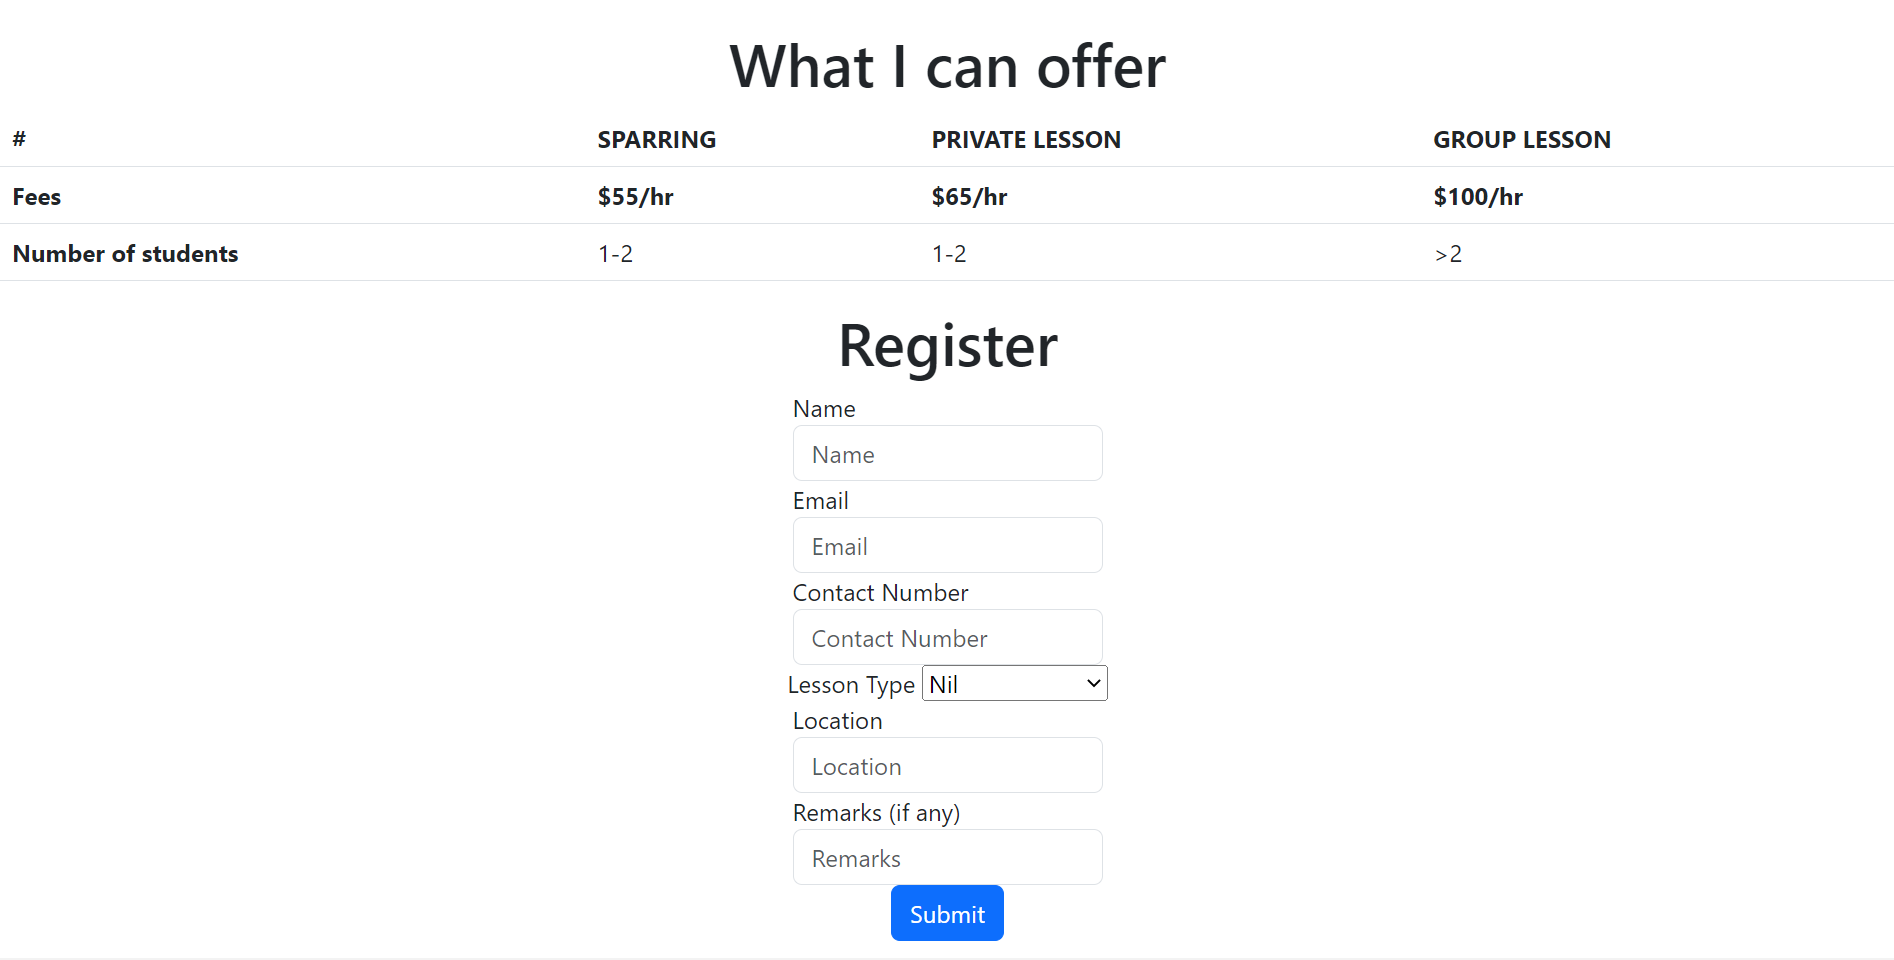 What I can offer
# SPARRING PRIVATE LESSON GROUP LESSON
Fees $55/hr $65/hr $100/hr
Number of students 1-2 1-2 >2
Register
Name
Name
Email
Email
Contact Number
Contact Number
Lesson Type Nil
Location
Location
Remarks (if any)
Remarks
Submit